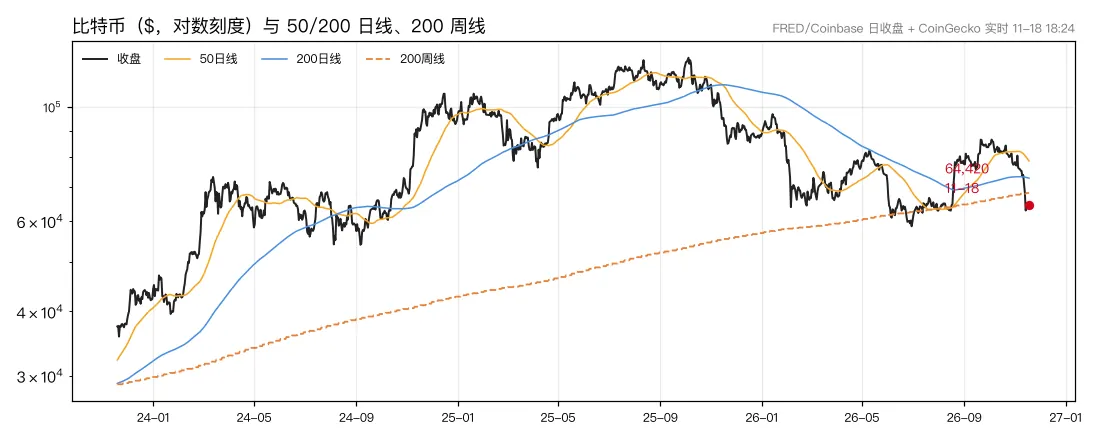 比特币（$，对数刻度）与 50/200 日线、200 周线
FRED/Coinbase 日收盘 + CoinGecko 实时 11–18 18:24
收盘
50日线
200日线
200周线
10⁵
6 × 10⁴
4 × 10⁴
3 × 10⁴
64,420
11–18
24–01
24–05
24–09
25–01
25–05
25–09
26–01
26–05
26–09
27–01